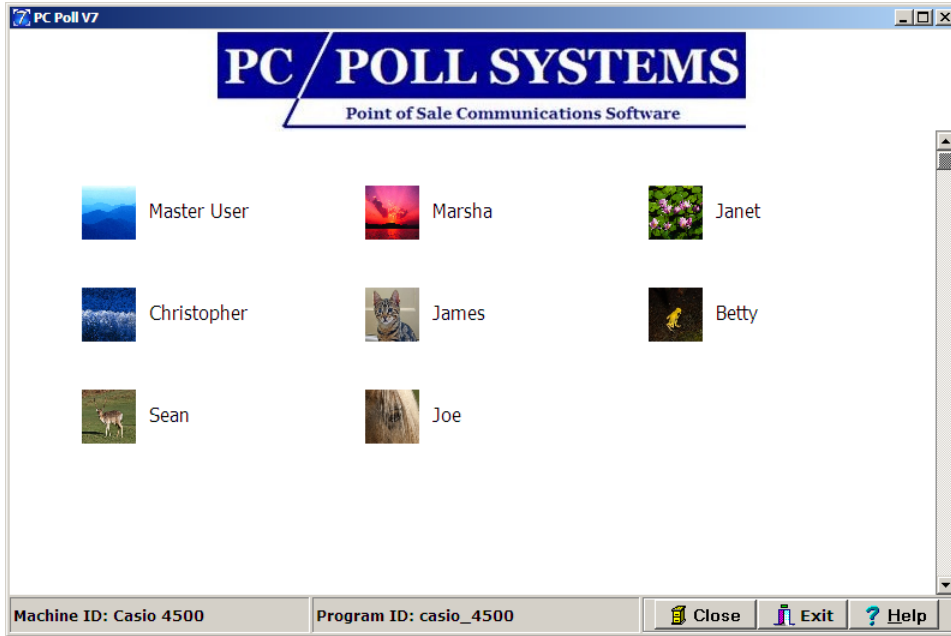 PC Poll V7
PC/POLL SYSTEMS
Point of Sale Communications Software
Master User
Marsha
Janet
Christopher
James
Betty
Sean
Joe
Machine ID: Casio 4500
Program ID: casio_4500
Close
Exit
? Help